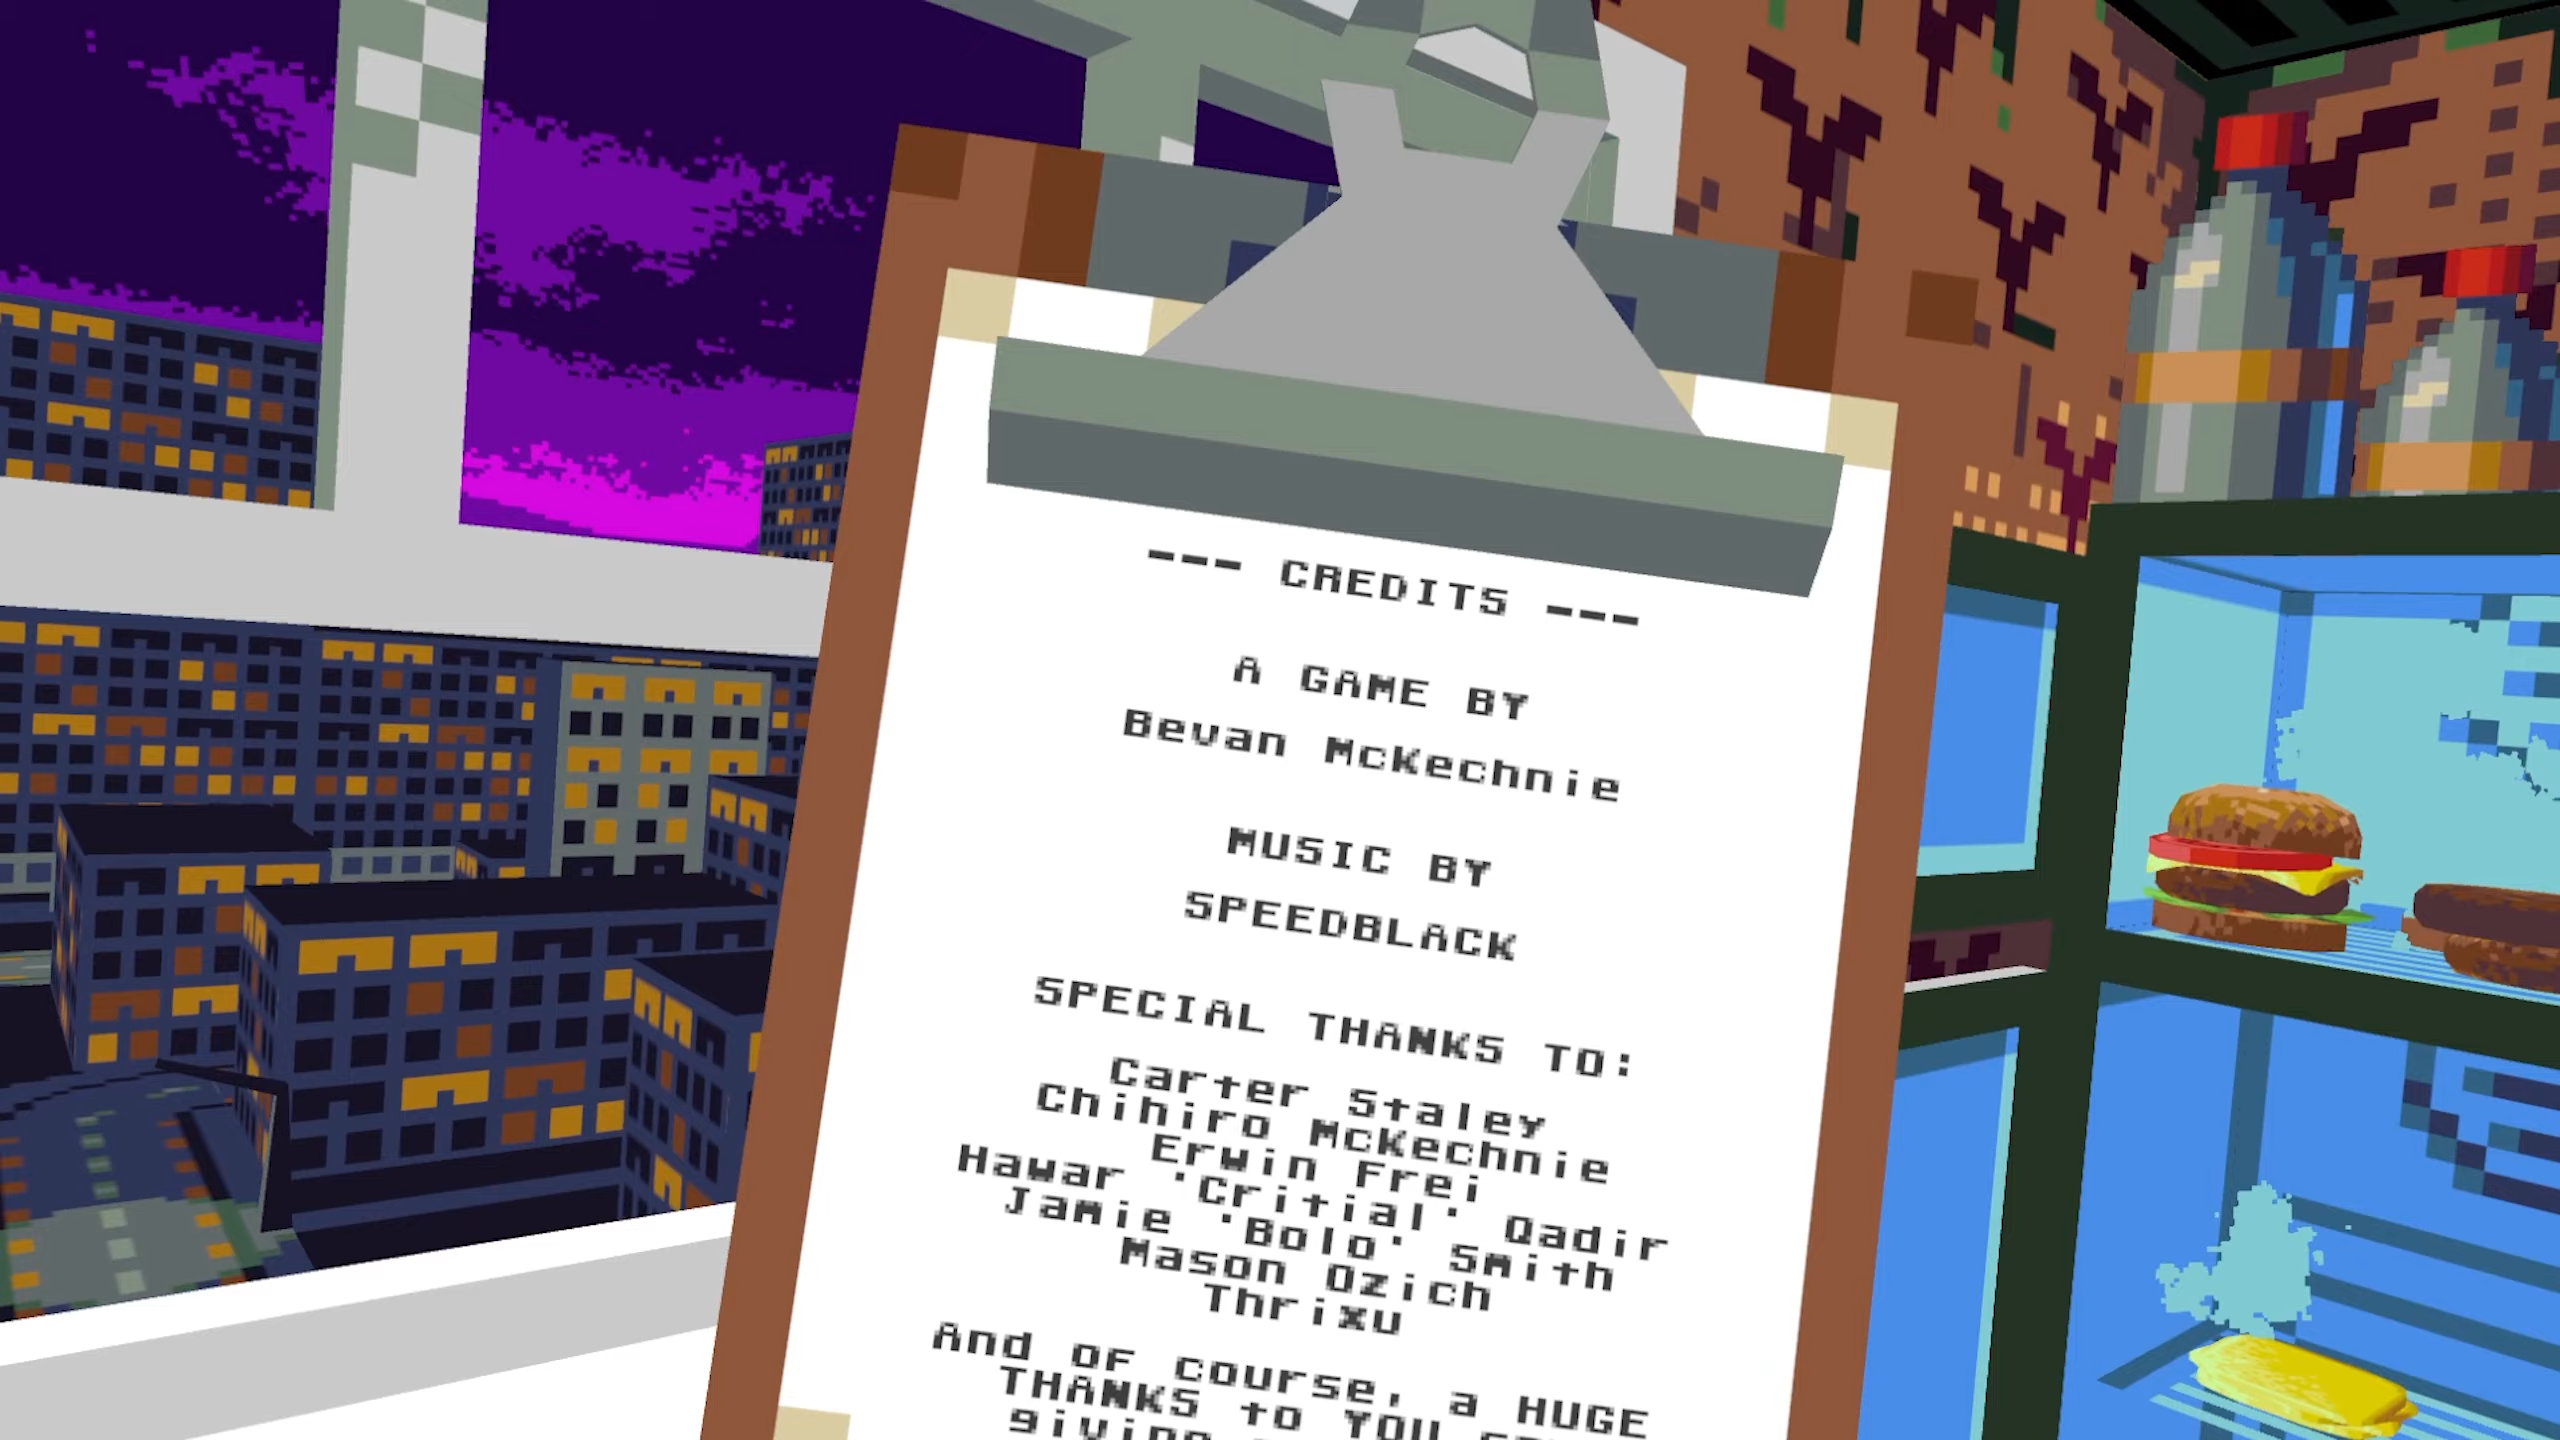 --- CREDITS ---
A GAME BY
Bevan McKechnie
MUSIC BY
SPEEDBLACK
SPECIAL THANKS TO:
Carter Staley
Chihiro McKechnie
Erwin Frei
Hawar 'Critial' Qadir
Jamie 'Bolo' Smith
Mason Ozich
Thrixu
And of course, a HUGE
THANKS to YOU
giving